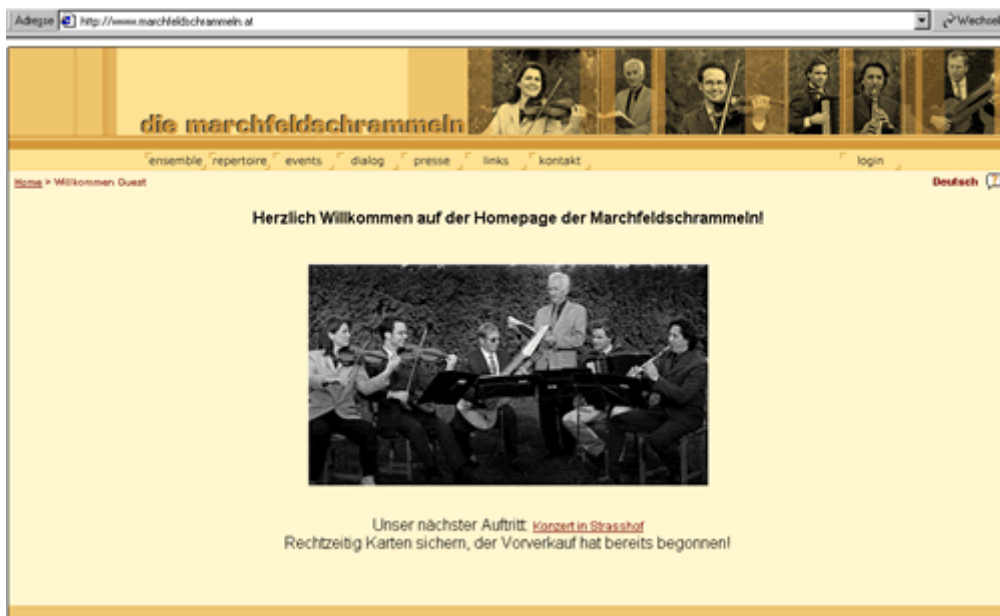 Adresse http://www.marchfeldschrammeln.at Wechseln
die marchfeldschrammeln
ensemble repertoire events dialog presse links kontakt login
Home > Willkommen Guest Deutsch ?
Herzlich Willkommen auf der Homepage der Marchfeldschrammeln!
Unser nächster Auftritt: Konzert in Strasshof
Rechtzeitig Karten sichern, der Vorverkauf hat bereits begonnen!